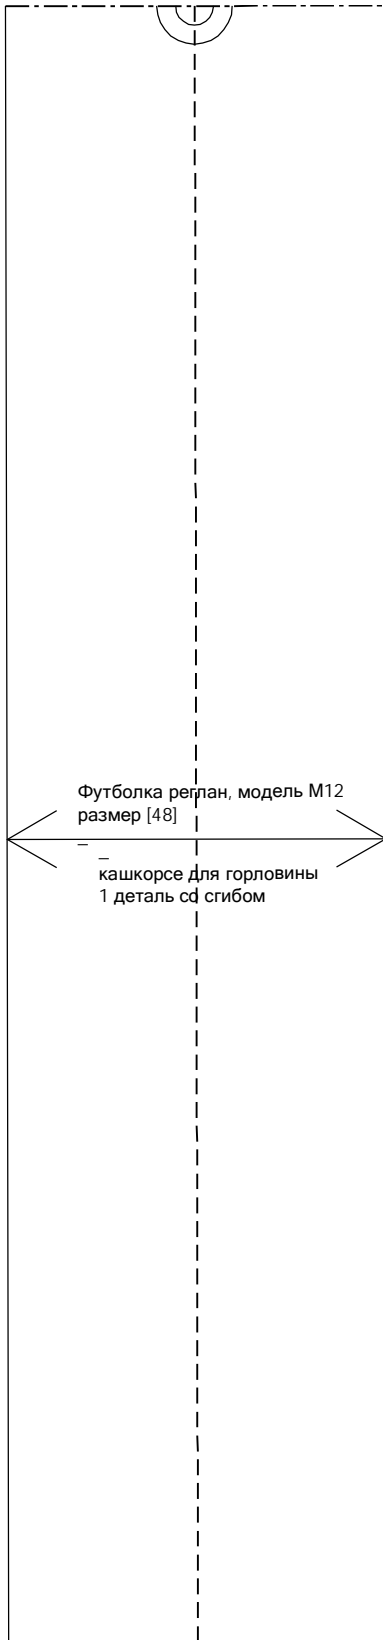 Футболка реглан, модель М12
размер [48]
_
_
кашкорсе для горловины
1 деталь со сгибом